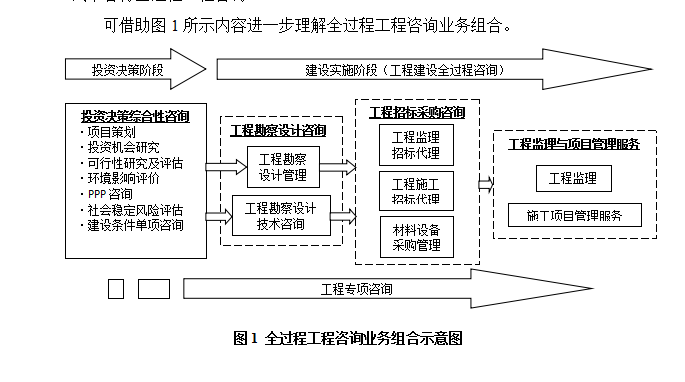 可借助图 1 所示内容进一步理解全过程工程咨询业务组合。
投资决策阶段
建设实施阶段（工程建设全过程咨询）
投资决策综合性咨询
·项目策划
·投资机会研究
·可行性研究及评估
·环境影响评价
·PPP 咨询
·社会稳定风险评估
·建设条件单项咨询
工程勘察设计咨询
工程勘察
设计管理
工程勘察设计
技术咨询
工程招标采购咨询
工程监理
招标代理
工程施工
招标代理
材料设备
采购管理
工程监理与项目管理服务
工程监理
施工项目管理服务
工程专项咨询
图 1 全过程工程咨询业务组合示意图